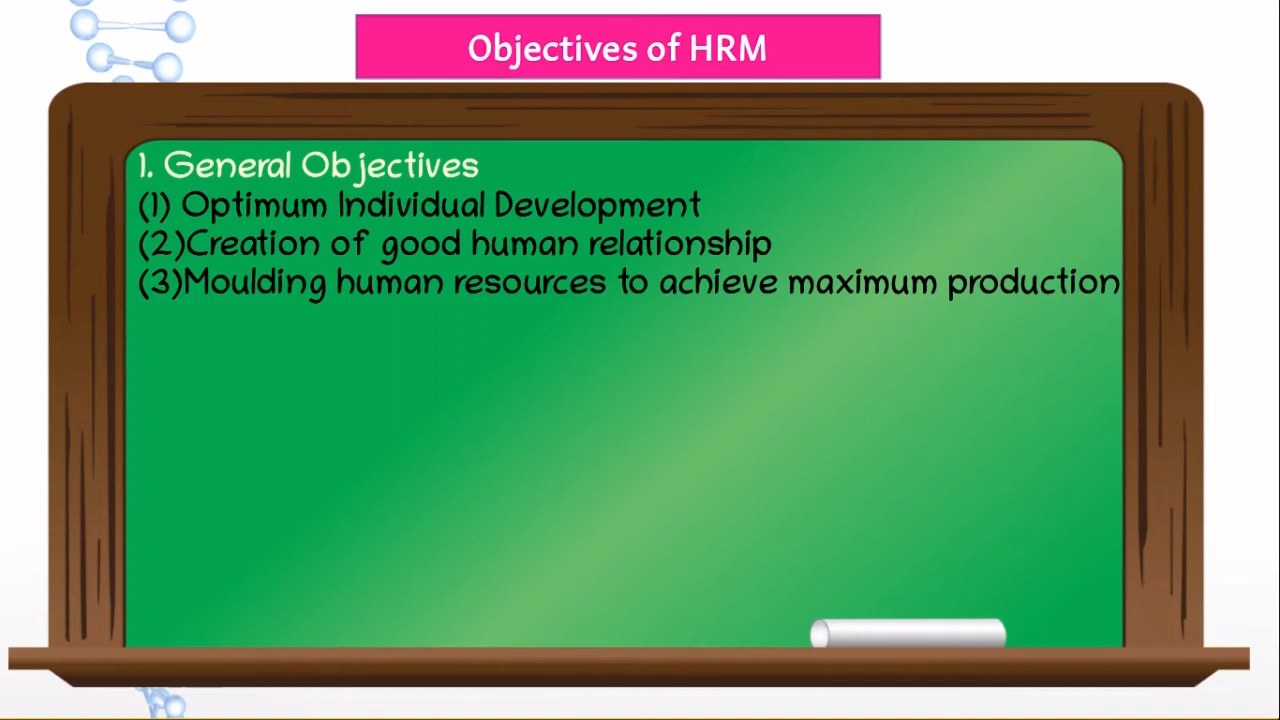 Objectives of HRM
1. General Objectives
(1) Optimum Individual Development
(2)Creation of good human relationship
(3)Moulding human resources to achieve maximum production